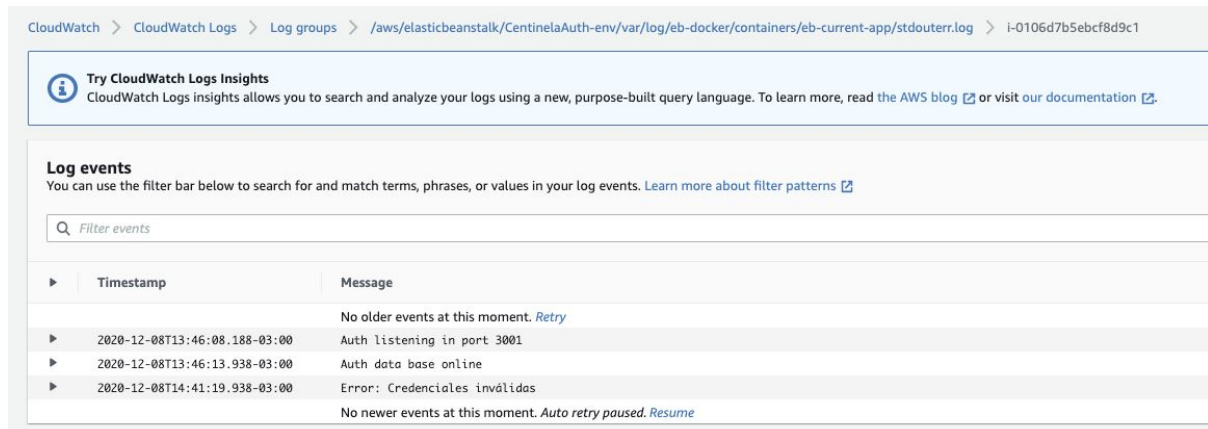 CloudWatch > CloudWatch Logs > Log groups > /aws/elasticbeanstalk/CentinelaAuth-env/var/log/eb-docker/containers/eb-current-app/stdouterr.log > i-0106d7b5ebcf8d9c1
Try CloudWatch Logs Insights
CloudWatch Logs insights allows you to search and analyze your logs using a new, purpose-built query language. To learn more, read the AWS blog or visit our documentation.
Log events
You can use the filter bar below to search for and match terms, phrases, or values in your log events. Learn more about filter patterns
Filter events
Timestamp Message
No older events at this moment. Retry
2020-12-08T13:46:08.188-03:00 Auth listening in port 3001
2020-12-08T13:46:13.938-03:00 Auth data base online
2020-12-08T14:41:19.938-03:00 Error: Credenciales inválidas
No newer events at this moment. Auto retry paused. Resume